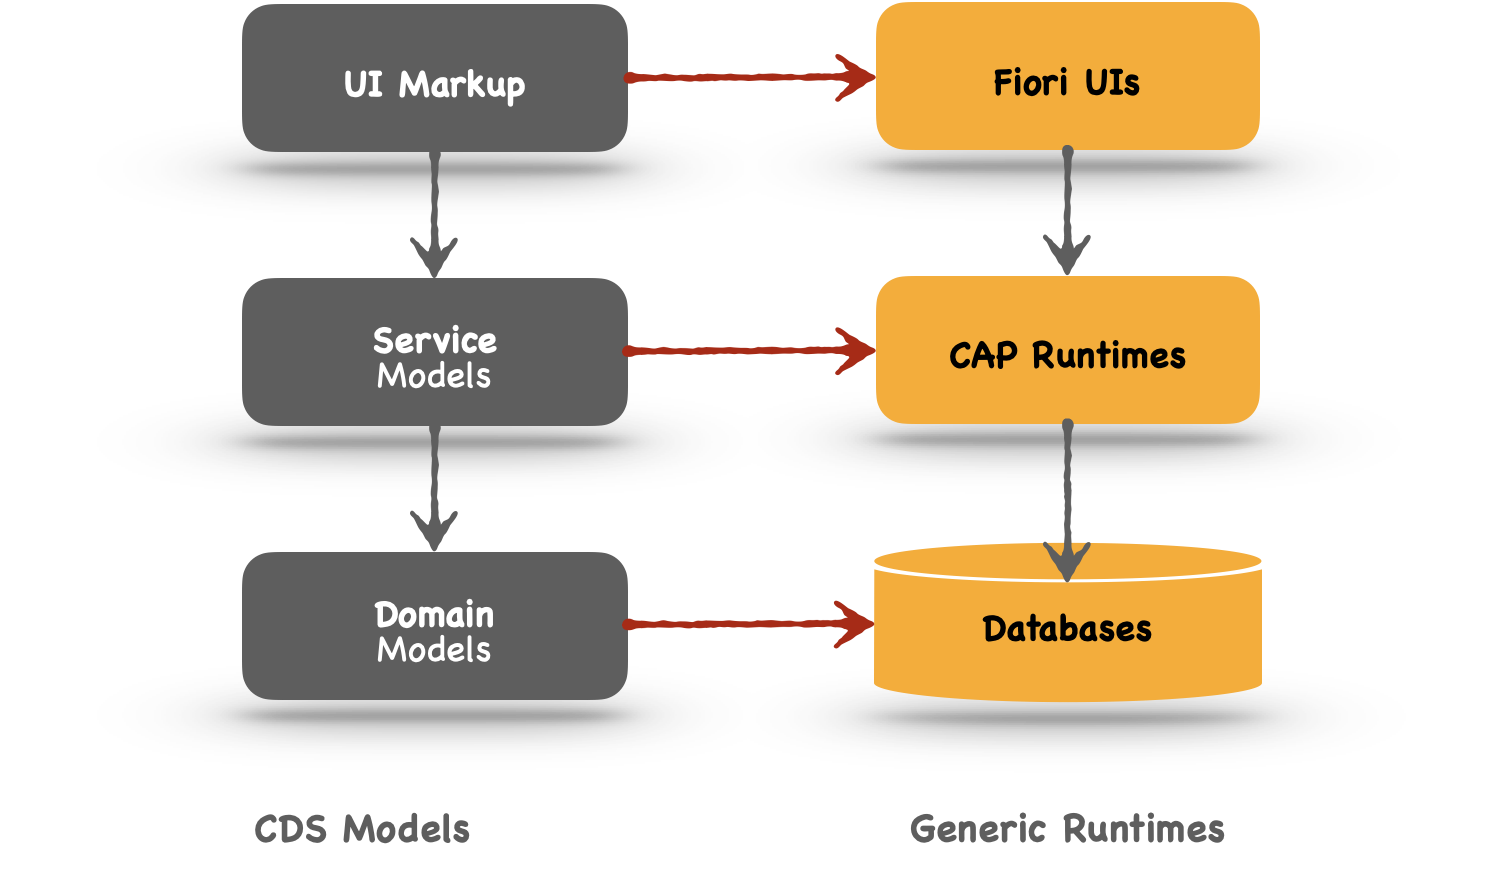 UI Markup
Fiori UIs
Service
Models
CAP Runtimes
Domain
Models
Databases
CDS Models
Generic Runtimes